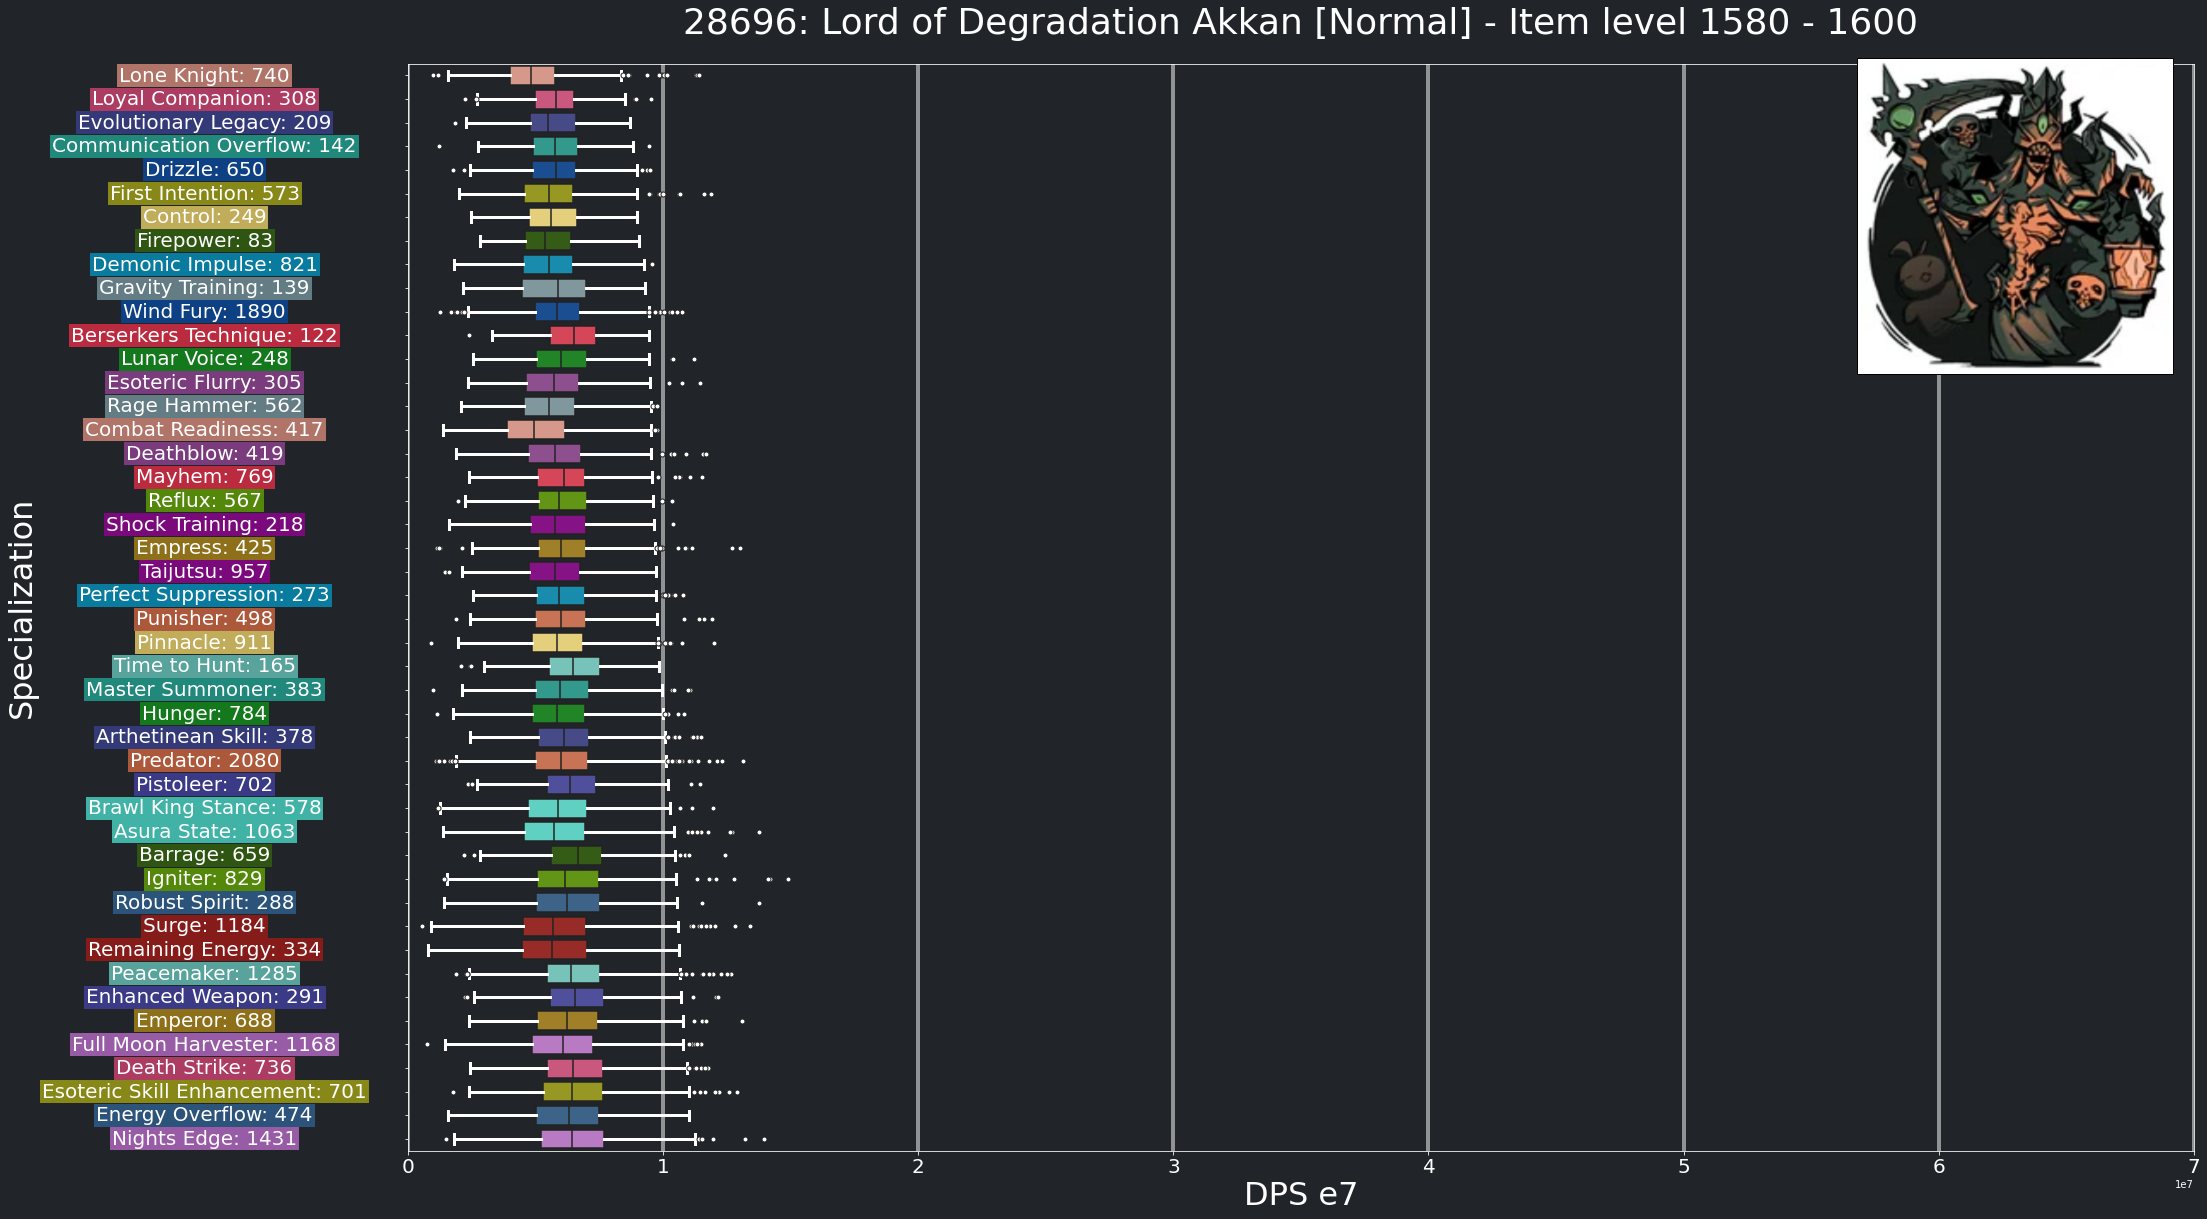 28696: Lord of Degradation Akkan [Normal] - Item level 1580 - 1600
Specialization
Lone Knight: 740
Loyal Companion: 308
Evolutionary Legacy: 209
Communication Overflow: 142
Drizzle: 650
First Intention: 573
Control: 249
Firepower: 83
Demonic Impulse: 821
Gravity Training: 139
Wind Fury: 1890
Berserkers Technique: 122
Lunar Voice: 248
Esoteric Flurry: 305
Rage Hammer: 562
Combat Readiness: 417
Deathblow: 419
Mayhem: 769
Reflux: 567
Shock Training: 218
Empress: 425
Taijutsu: 957
Perfect Suppression: 273
Punisher: 498
Pinnacle: 911
Time to Hunt: 165
Master Summoner: 383
Hunger: 784
Arthetinean Skill: 378
Predator: 2080
Pistoleer: 702
Brawl King Stance: 578
Asura State: 1063
Barrage: 659
Igniter: 829
Robust Spirit: 288
Surge: 1184
Remaining Energy: 334
Peacemaker: 1285
Enhanced Weapon: 291
Emperor: 688
Full Moon Harvester: 1168
Death Strike: 736
Esoteric Skill Enhancement: 701
Energy Overflow: 474
Nights Edge: 1431
0 1 2 3 4 5 6 7
1e7
DPS e7